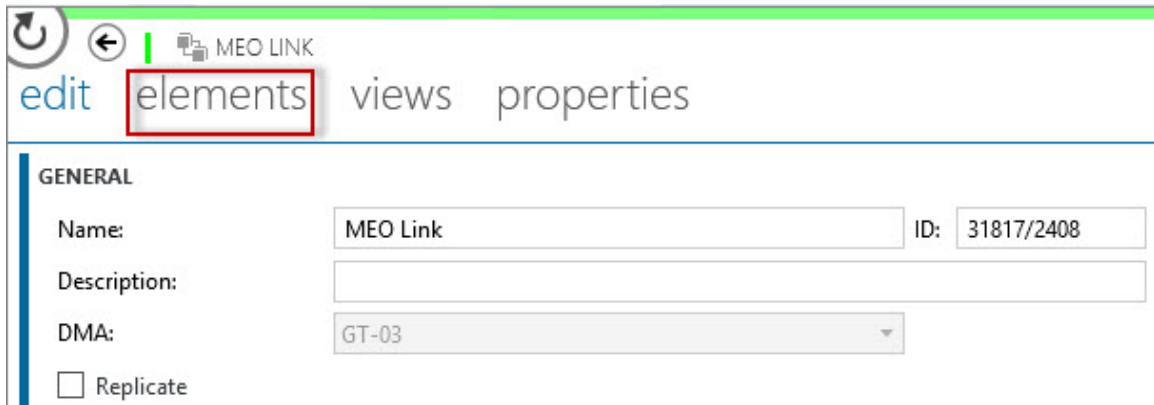 MEO LINK
edit elements views properties
GENERAL
Name: MEO Link ID: 31817/2408
Description:
DMA: GT-03
Replicate